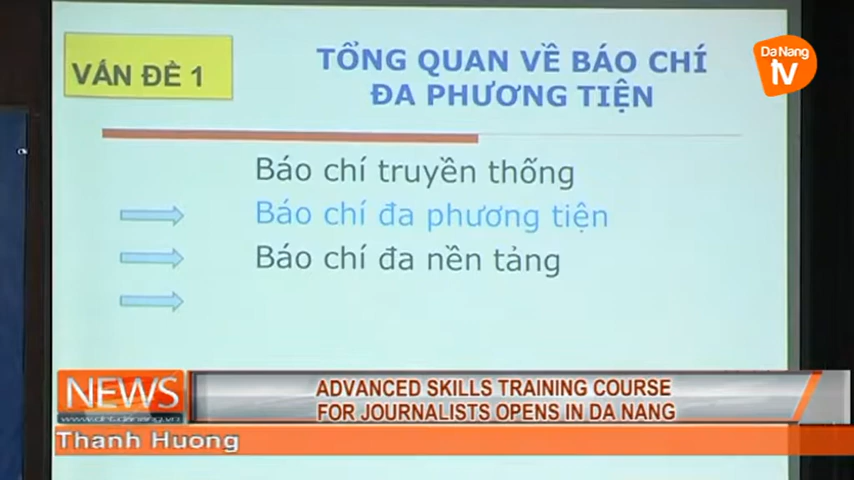 VẤN ĐỀ 1
TỔNG QUAN VỀ BÁO CHÍ
ĐA PHƯƠNG TIỆN
Da Nang
tv
Báo chí truyền thống
Báo chí đa phương tiện
Báo chí đa nền tảng
NEWS
ADVANCED SKILLS TRAINING COURSE
FOR JOURNALISTS OPENS IN DA NANG
Thanh Huong